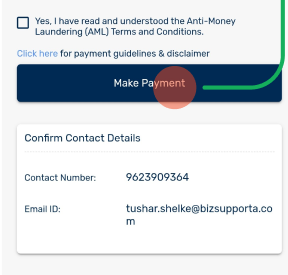 Yes, I have read and understood the Anti-Money
Laundering (AML) Terms and Conditions.
Click here for payment guidelines & disclaimer
Make Payment
Confirm Contact Details
Contact Number: 9623909364
Email ID: tushar.shelke@bizsupporta.co
m